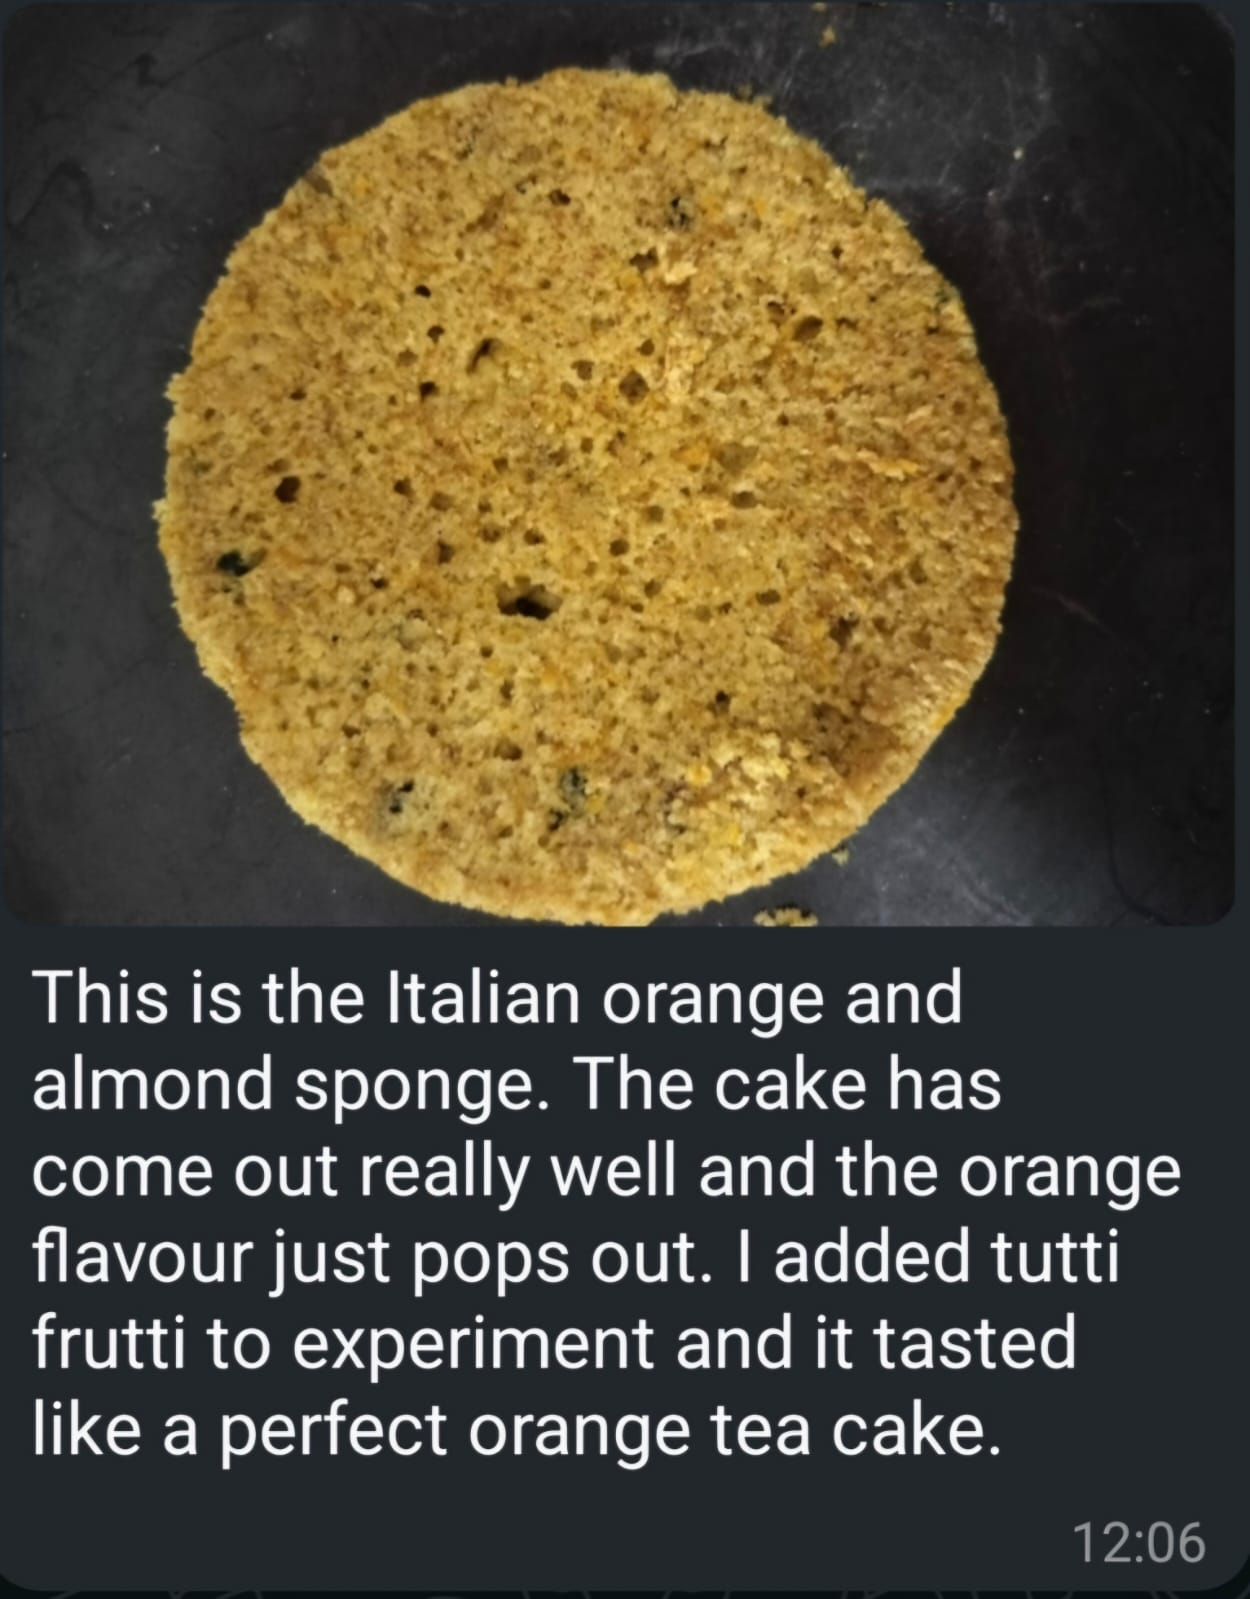 This is the Italian orange and
almond sponge. The cake has
come out really well and the orange
flavour just pops out. I added tutti
frutti to experiment and it tasted
like a perfect orange tea cake.
12:06